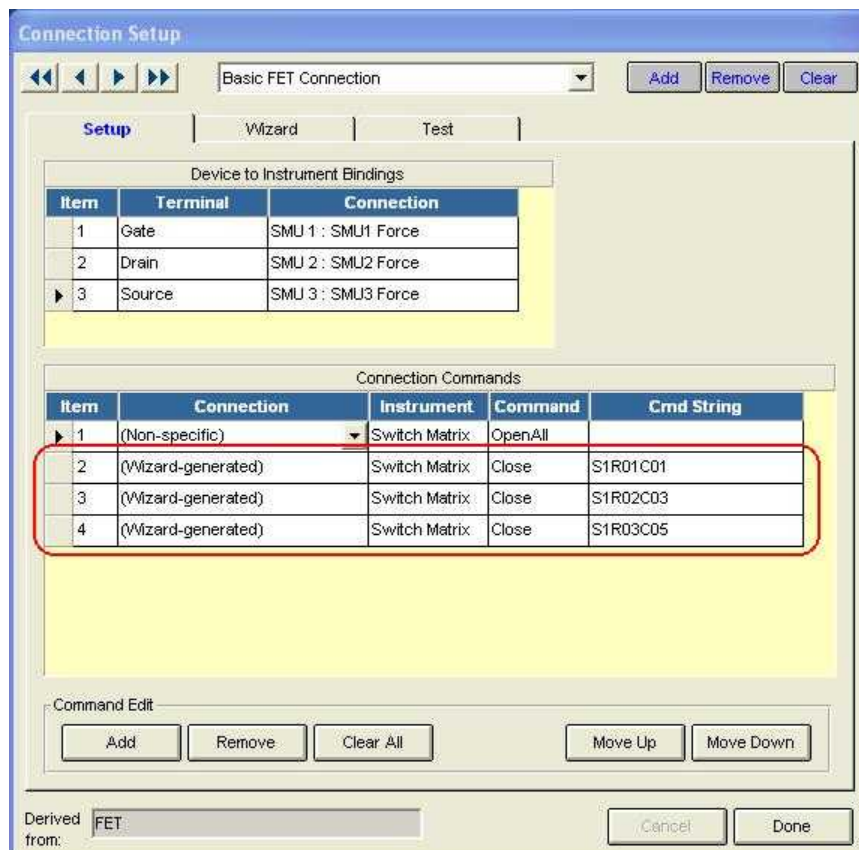 Connection Setup
Basic FET Connection Add Remove Clear
Setup Wizard Test
Device to Instrument Bindings
Item Terminal Connection
1 Gate SMU 1 : SMU1 Force
2 Drain SMU 2 : SMU2 Force
3 Source SMU 3 : SMU3 Force
Connection Commands
Item Connection Instrument Command Cmd String
1 (Non-specific) Switch Matrix OpenAll
2 (Wizard-generated) Switch Matrix Close S1R01C01
3 (Wizard-generated) Switch Matrix Close S1R02C03
4 (Wizard-generated) Switch Matrix Close S1R03C05
Command Edit
Add Remove Clear All Move Up Move Down
Derived from: FET Cancel Done